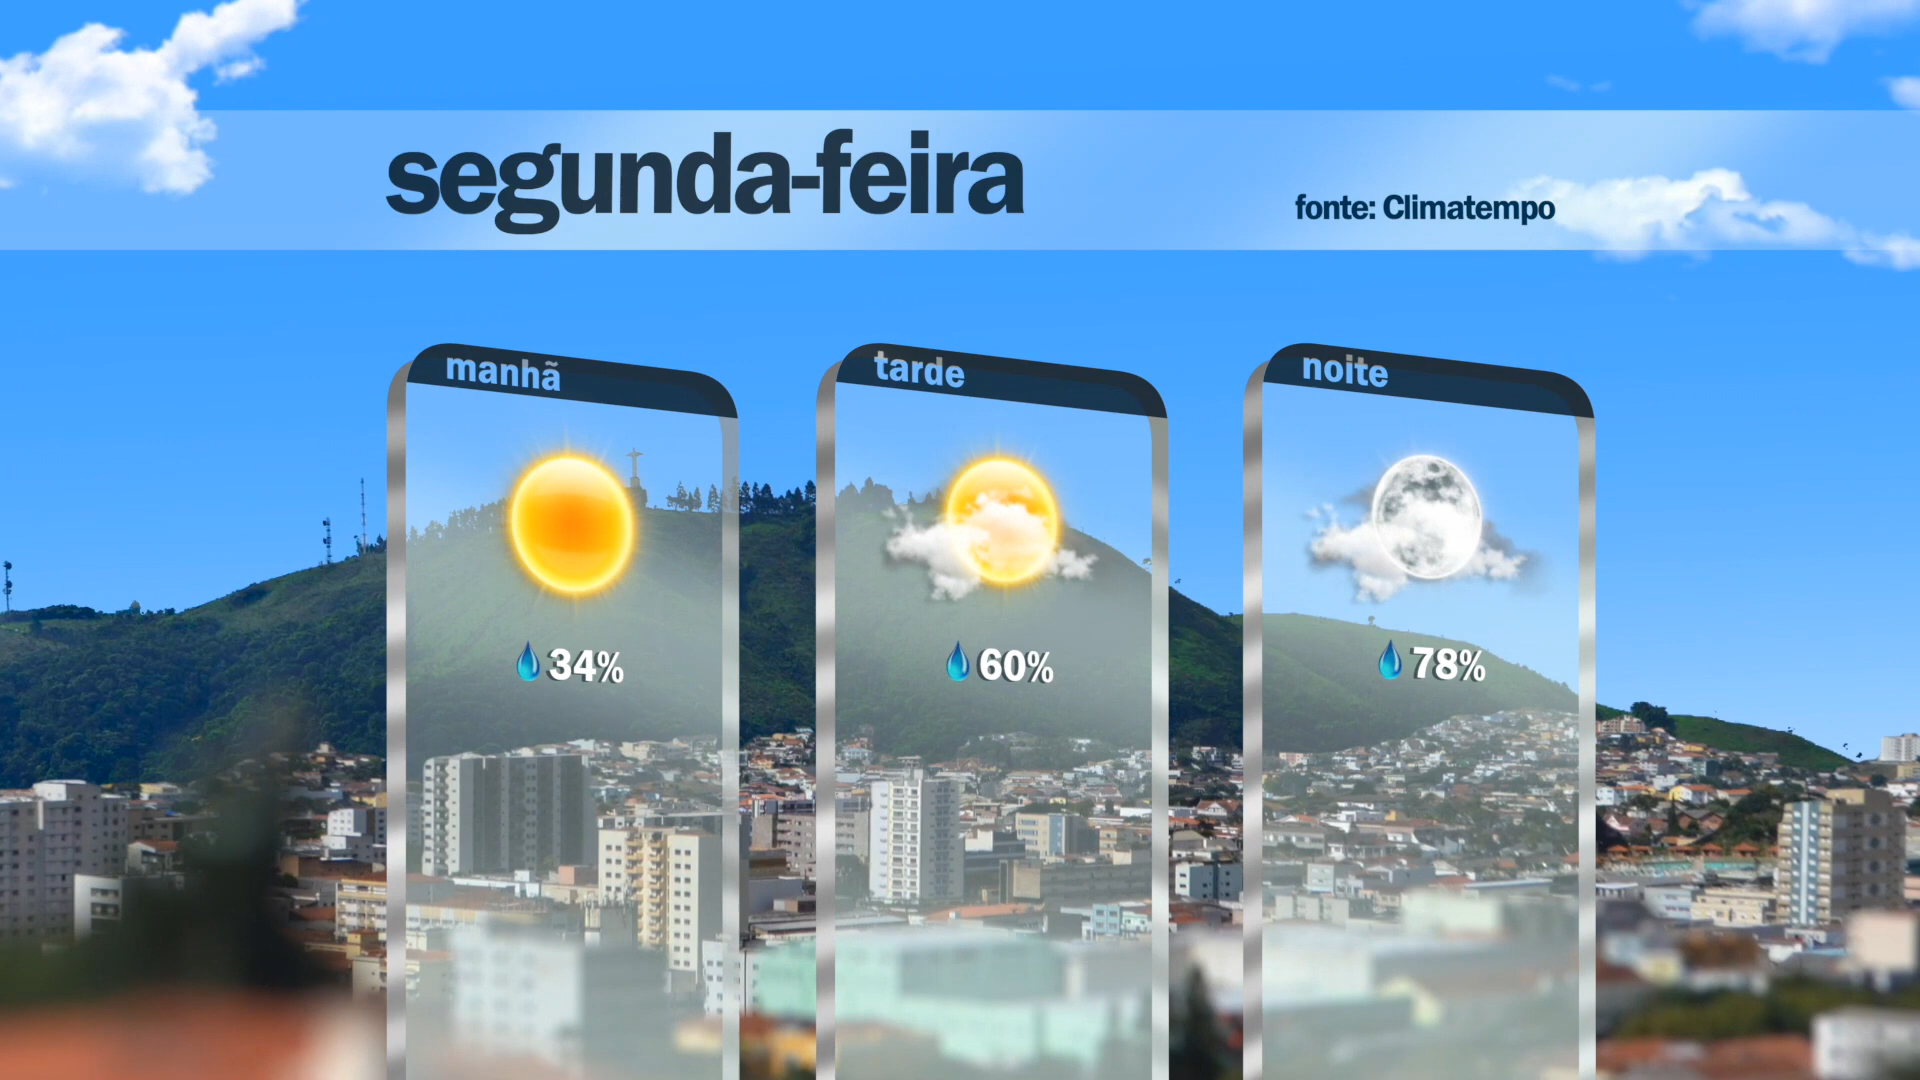 segunda-feira
fonte: Climatempo
manhã
tarde
noite
34%
60%
78%